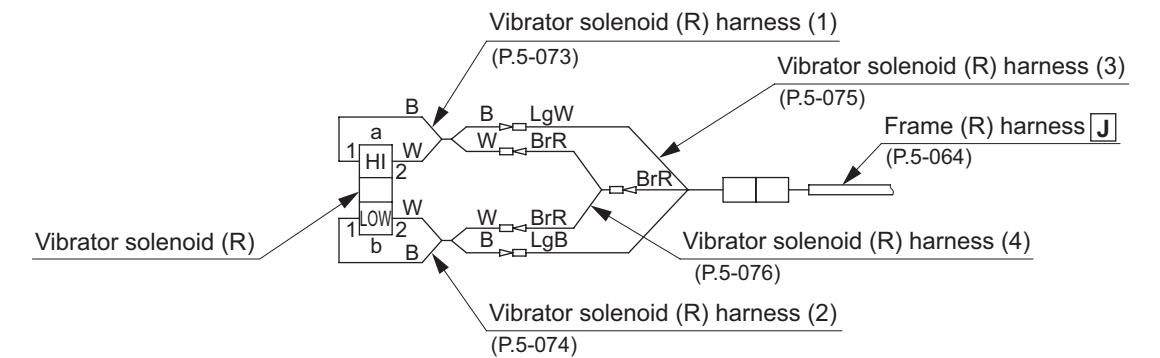 Vibrator solenoid (R) harness (1)
(P.5-073)
Vibrator solenoid (R) harness (3)
(P.5-075)
Frame (R) harness J
(P.5-064)
B
B LgW
a
1 HI 2 W
W BrR
BrR
1 LOW 2 W
W BrR
b
B
B LgB
Vibrator solenoid (R)
Vibrator solenoid (R) harness (4)
(P.5-076)
Vibrator solenoid (R) harness (2)
(P.5-074)